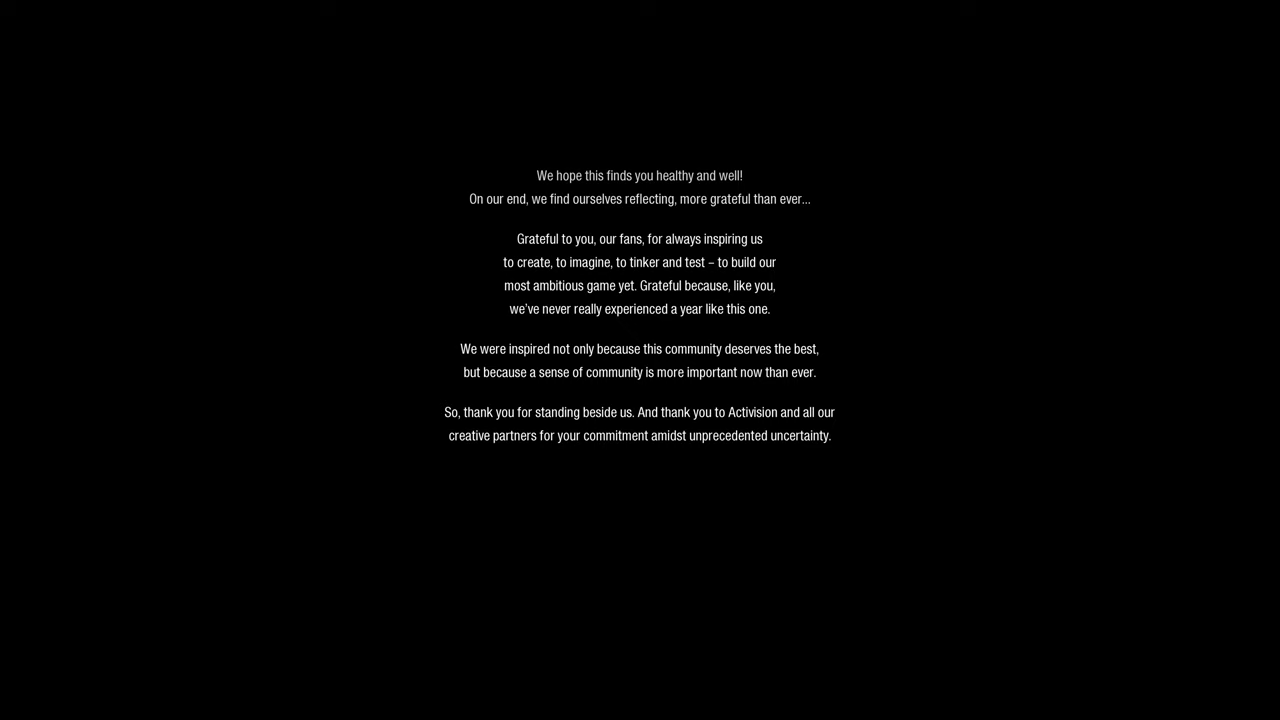 We hope this finds you healthy and well!
On our end, we find ourselves reflecting, more grateful than ever...
Grateful to you, our fans, for always inspiring us
to create, to imagine, to tinker and test – to build our
most ambitious game yet. Grateful because, like you,
we've never really experienced a year like this one.
We were inspired not only because this community deserves the best,
but because a sense of community is more important now than ever.
So, thank you for standing beside us. And thank you to Activision and all our
creative partners for your commitment amidst unprecedented uncertainty.